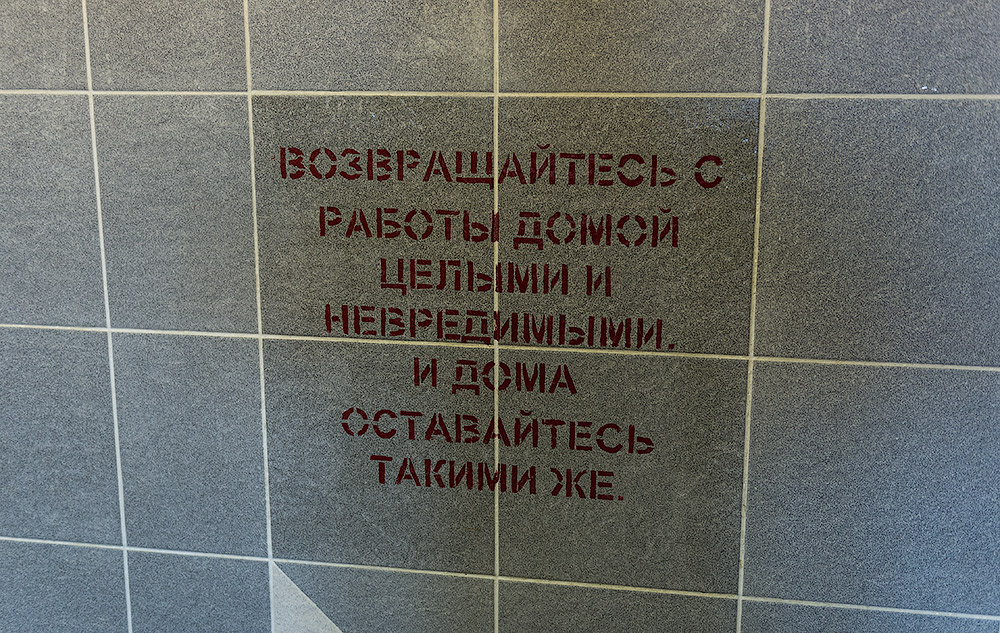 ВОЗВРАЩАЙТЕСЬ С
РАБОТЫ ДОМОЙ
ЦЕЛЫМИ И
НЕВРЕДИМЫМИ.
И ДОМА
ОСТАВАЙТЕСЬ
ТАКИМИ ЖЕ.